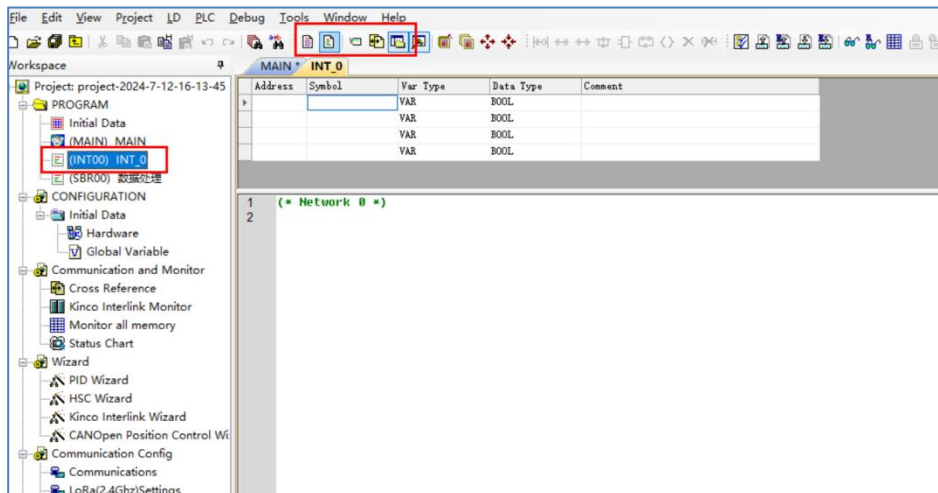 File Edit View Project LD PLC Debug Tools Window Help
Workspace
MAIN * INT_0
Project: project-2024-7-12-16-13-45
PROGRAM
Initial Data
(MAIN) MAIN
(INT00) INT_0
(SBR00) 数据处理
CONFIGURATION
Initial Data
Hardware
Global Variable
Communication and Monitor
Cross Reference
Kinco Interlink Monitor
Monitor all memory
Status Chart
Wizard
PID Wizard
HSC Wizard
Kinco Interlink Wizard
CANOpen Position Control Wi
Communication Config
Communications
LoRa(2.4Ghz)Settings
Address Symbol Var Type Data Type Comment
VAR BOOL
VAR BOOL
VAR BOOL
VAR BOOL
1 (* Network 0 *)
2